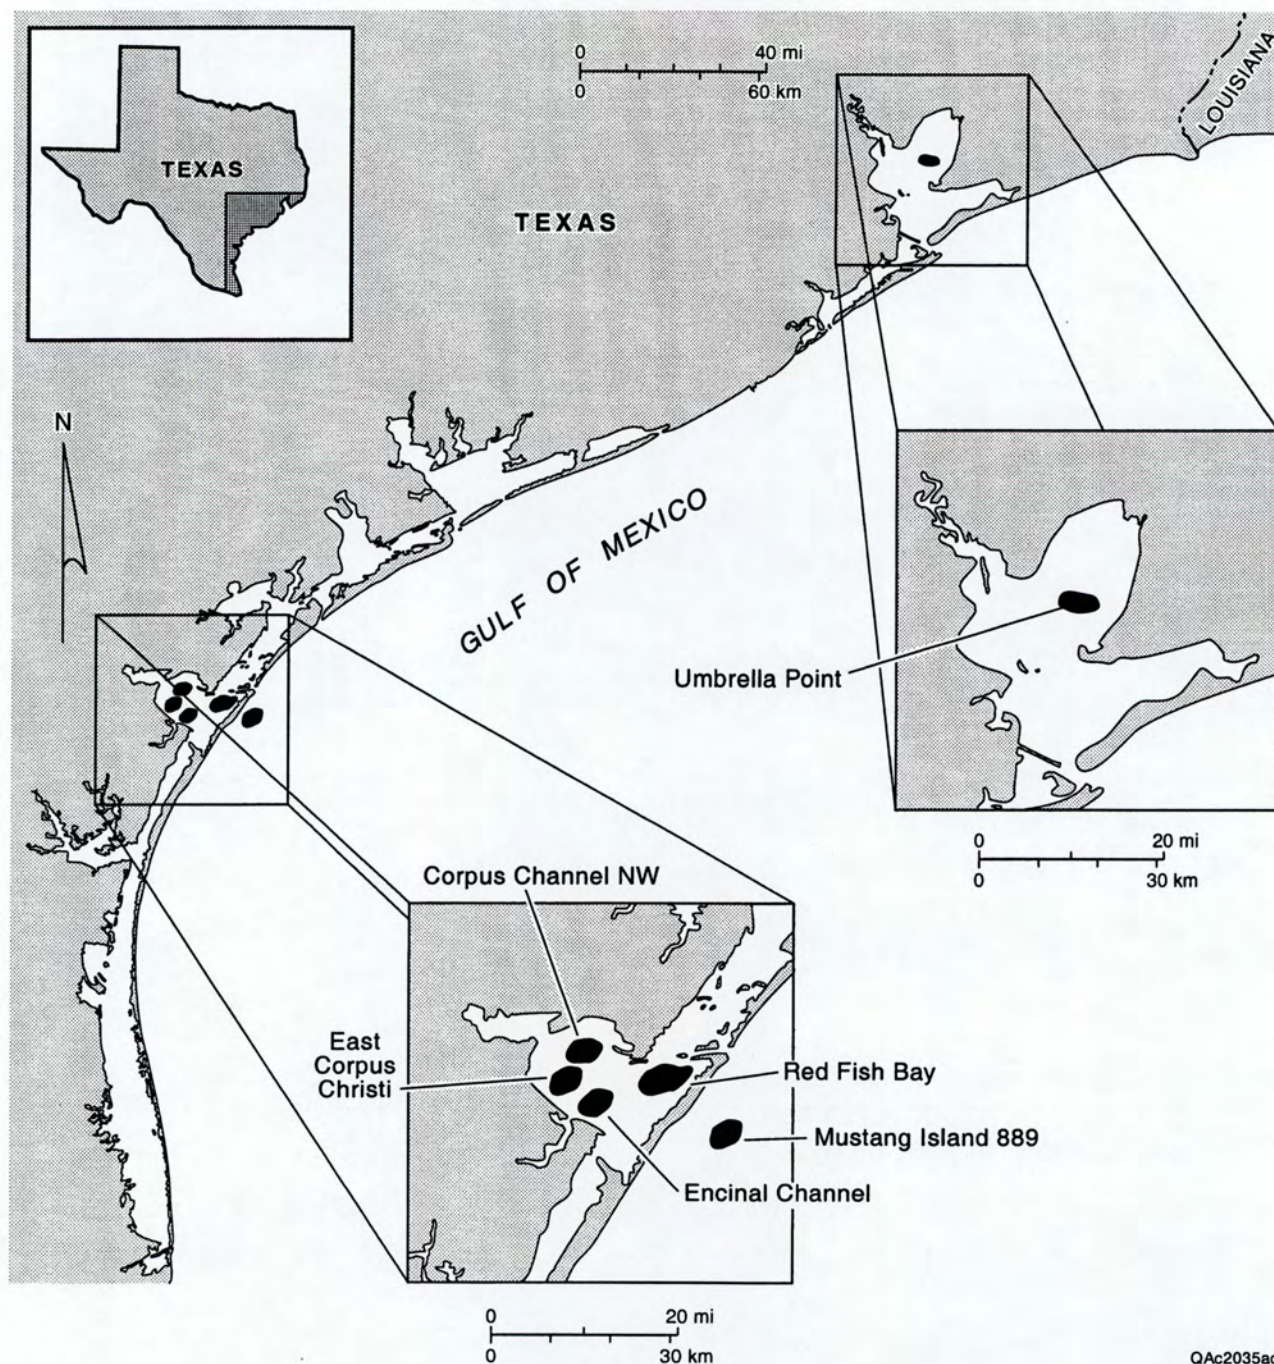 0 40 mi
0 60 km
LOUISIANA
TEXAS
TEXAS
N
GULF OF MEXICO
Umbrella Point
0 20 mi
0 30 km
Corpus Channel NW
East
Corpus
Christi
Red Fish Bay
Mustang Island 889
Encinal Channel
0 20 mi
0 30 km